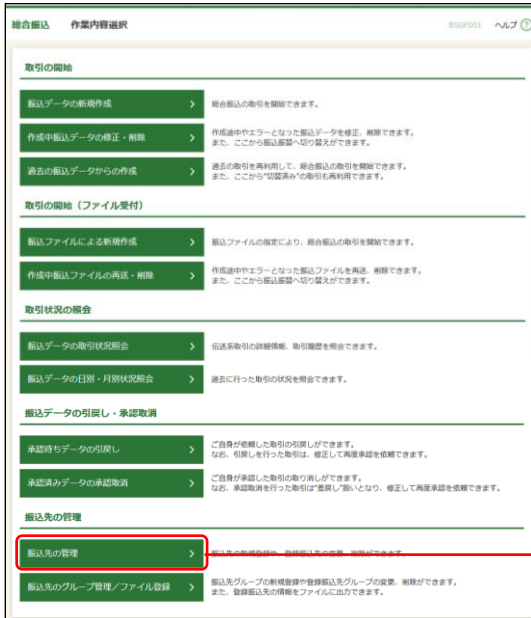 総合振込 作業内容選択 BSGF001 ヘルプ ?
取引の開始
振込データの新規作成 総合振込の取引を開始できます。
作成中振込データの修正・削除 作成途中やエラーとなった振込データを修正、削除できます。
また、ここから振込振替へ切り替えができます。
過去の振込データからの作成 過去の取引を再利用して、総合振込の取引を開始できます。
また、ここから"切替済み"の取引も再利用できます。
取引の開始（ファイル受付）
振込ファイルによる新規作成 振込ファイルの指定により、総合振込の取引を開始できます。
作成中振込ファイルの再送・削除 作成途中やエラーとなった振込ファイルを再送、削除できます。
また、ここから振込振替へ切り替えができます。
取引状況の照会
振込データの取引状況照会 伝送系取引の詳細情報、取引履歴を照会できます。
振込データの日別・月別状況照会 過去に行った取引の状況を照会できます。
振込データの引戻し・承認取消
承認待ちデータの引戻し ご自身が依頼した取引の引戻しができます。
なお、引戻しを行った取引は、修正して再度承認を依頼できます。
承認済みデータの承認取消 ご自身が承認した取引の取り消しができます。
なお、承認取消を行った取引は"差戻し"扱いとなり、修正して再度承認を依頼できます。
振込先の管理
振込先の管理 振込先の新規登録や、登録振込先の変更、削除ができます。
振込先のグループ管理／ファイル登録 振込先グループの新規登録や登録振込先グループの変更、削除ができます。
また、登録振込先の情報をファイルに出力できます。